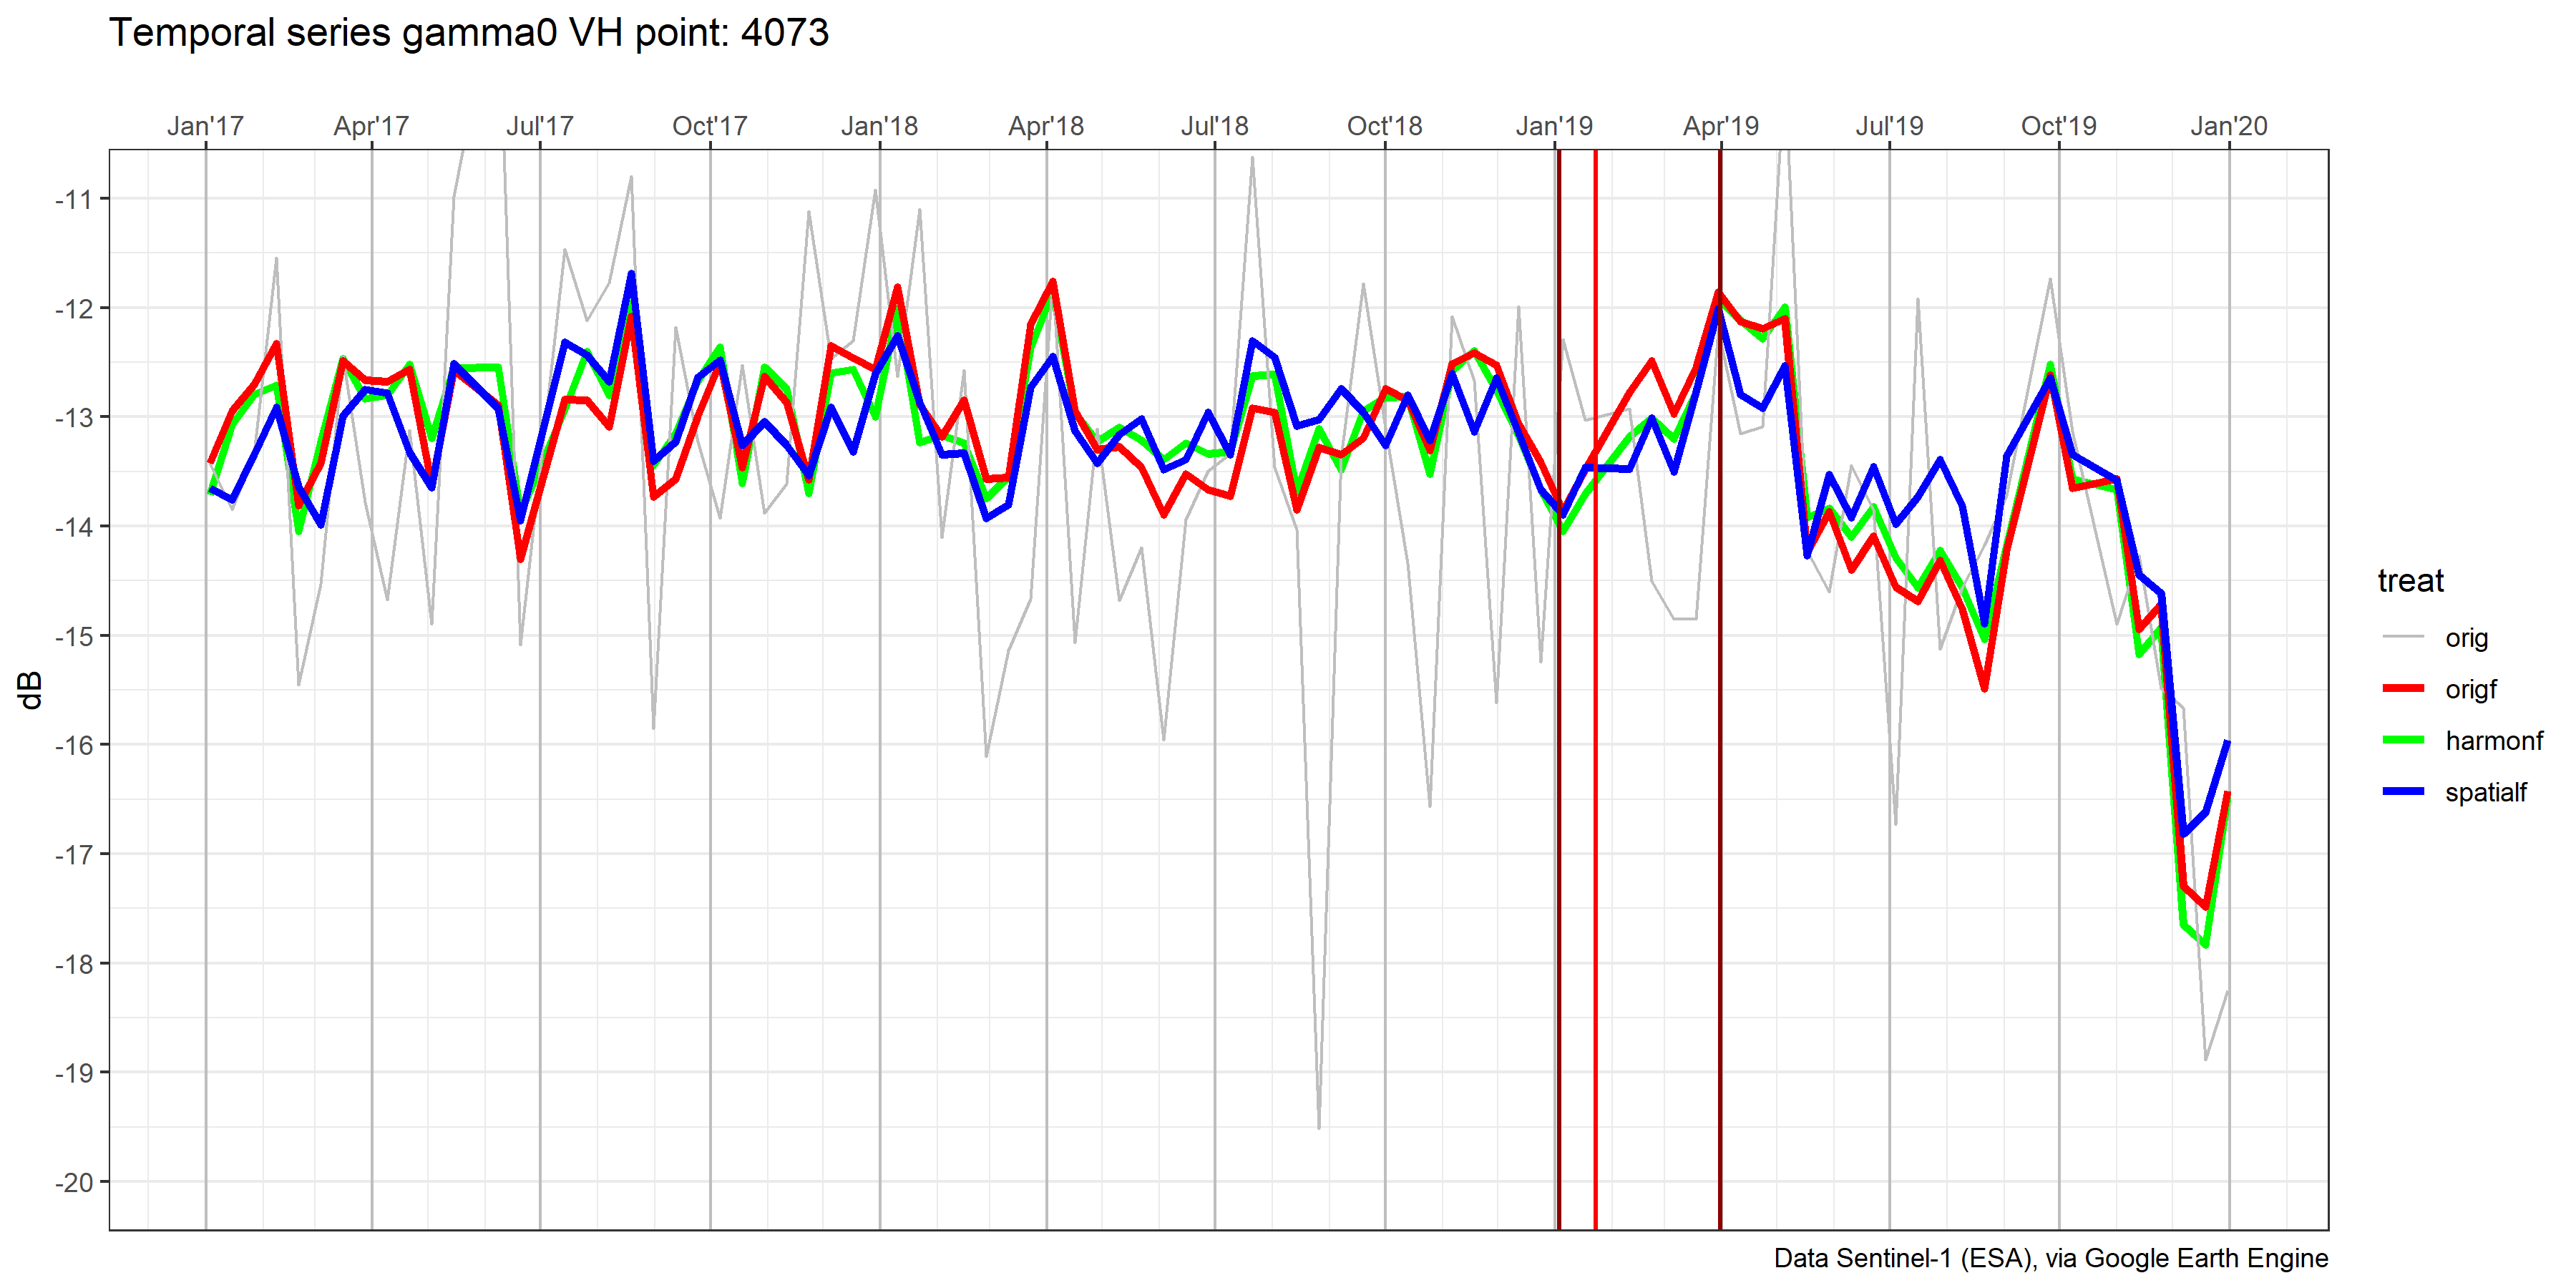 Temporal series gamma0 VH point: 4073
Jan'17 Apr'17 Jul'17 Oct'17 Jan'18 Apr'18 Jul'18 Oct'18 Jan'19 Apr'19 Jul'19 Oct'19 Jan'20
-11
-12
-13
-14
-15
-16
-17
-18
-19
-20
dB
treat
orig
origf
harmonf
spatialf
Data Sentinel-1 (ESA), via Google Earth Engine